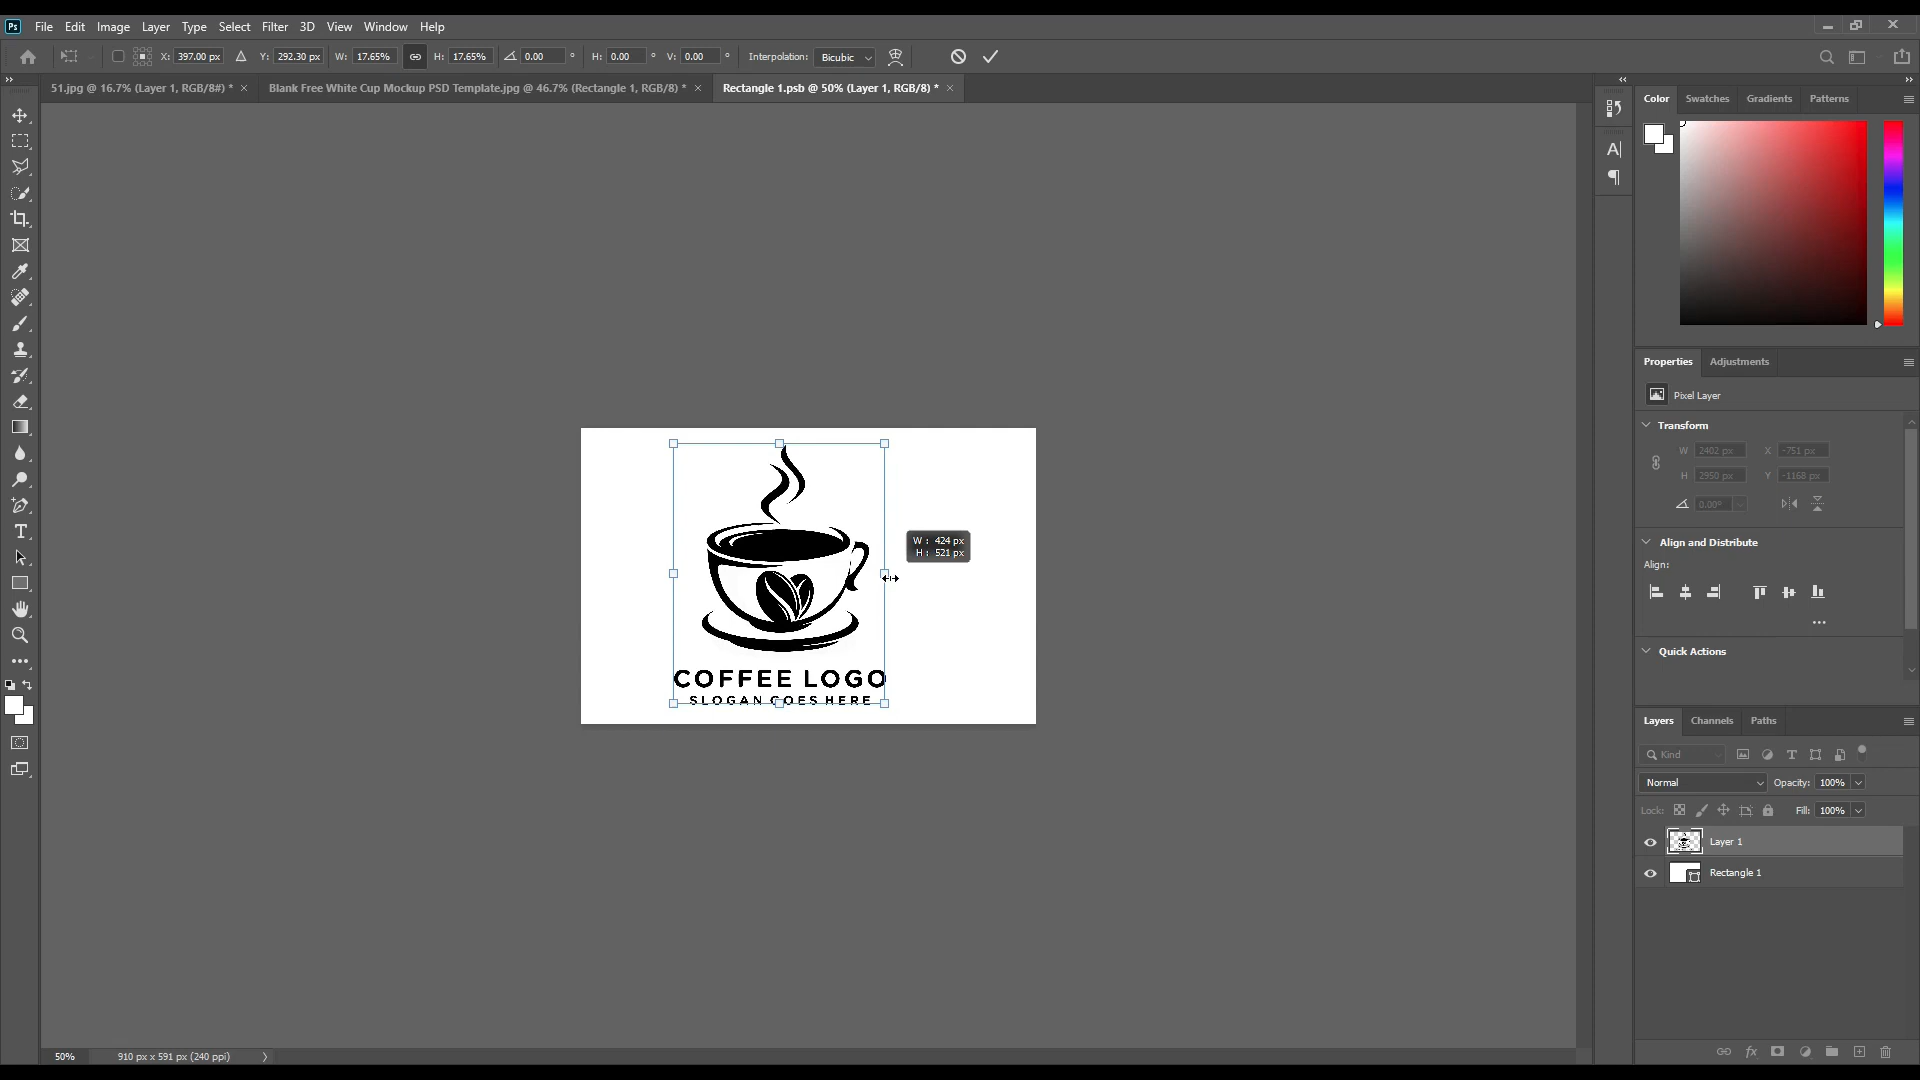 Ps File Edit Image Layer Type Select Filter 3D View Window Help
X: 397.00 px Y: 292.30 px W: 17.65% H: 17.65% 0.00 ° H: 0.00 ° V: 0.00 ° Interpolation: Bicubic
51.jpg @ 16.7% (Layer 1, RGB/8#) * × Blank Free White Cup Mockup PSD Template.jpg @ 46.7% (Rectangle 1, RGB/8) * × Rectangle 1.psb @ 50% (Layer 1, RGB/8) * ×
Color Swatches Gradients Patterns
Properties Adjustments
Pixel Layer
Transform
W 2402 px X -751 px
H 2950 px Y -1168 px
0.00°
Align and Distribute
Align:
Quick Actions
W : 424 px
H : 521 px
COFFEE LOGO
SLOGAN GOES HERE
Layers Channels Paths
Kind
Normal Opacity: 100%
Lock: Fill: 100%
Layer 1
Rectangle 1
50% 910 px x 591 px (240 ppi)